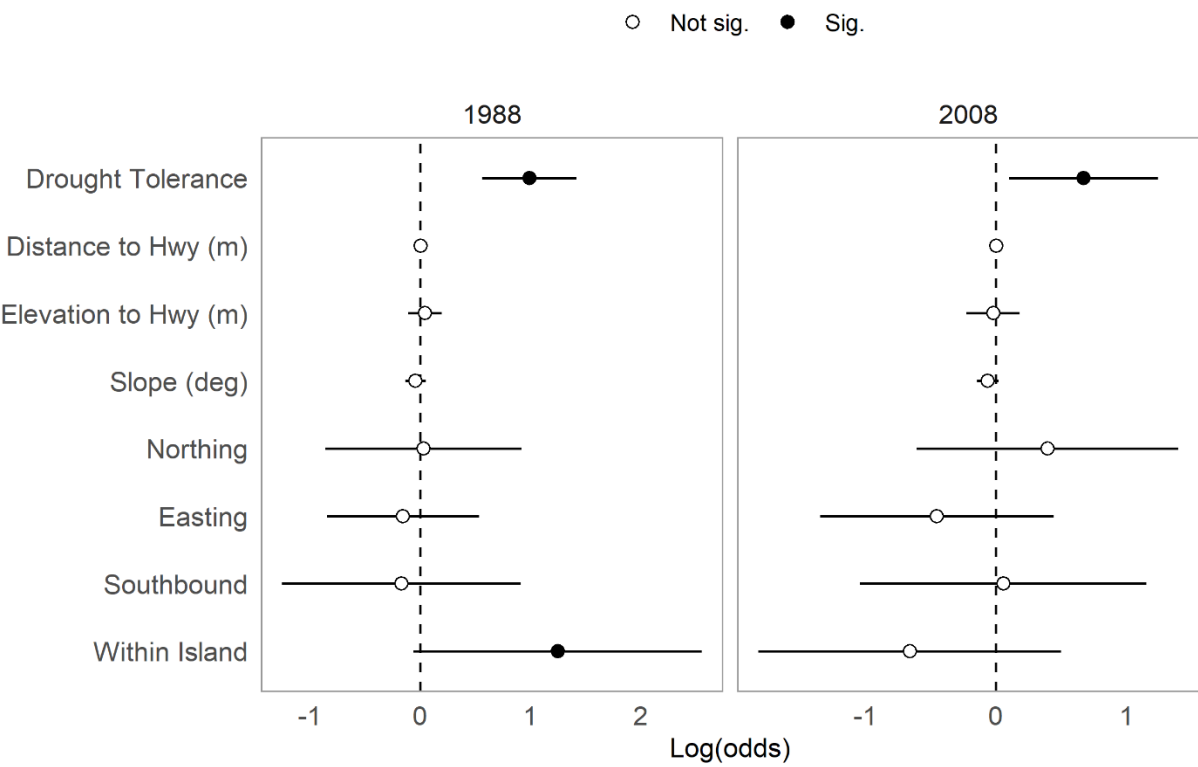 Not sig. Sig.
1988 2008
Drought Tolerance
Distance to Hwy (m)
Elevation to Hwy (m)
Slope (deg)
Northing
Easting
Southbound
Within Island
-1 0 1 2 -1 0 1
Log(odds)